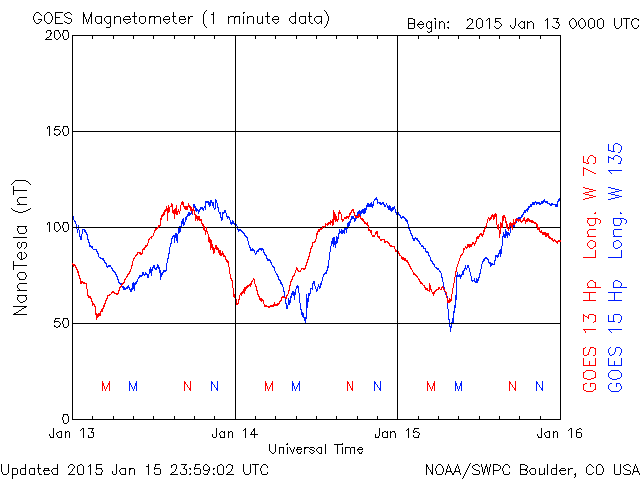 GOES Magnetometer (1 minute data)
Begin: 2015 Jan 13 0000 UTC
200
150
100
50
0
NanoTesla (nT)
M M N N M M N N M M N N
Jan 13 Jan 14 Jan 15 Jan 16
Universal Time
GOES 13 Hp Long. W 75
GOES 15 Hp Long. W 135
Updated 2015 Jan 15 23:59:02 UTC
NOAA/SWPC Boulder, CO USA